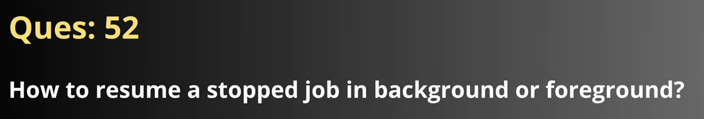 Ques: 52
How to resume a stopped job in background or foreground?